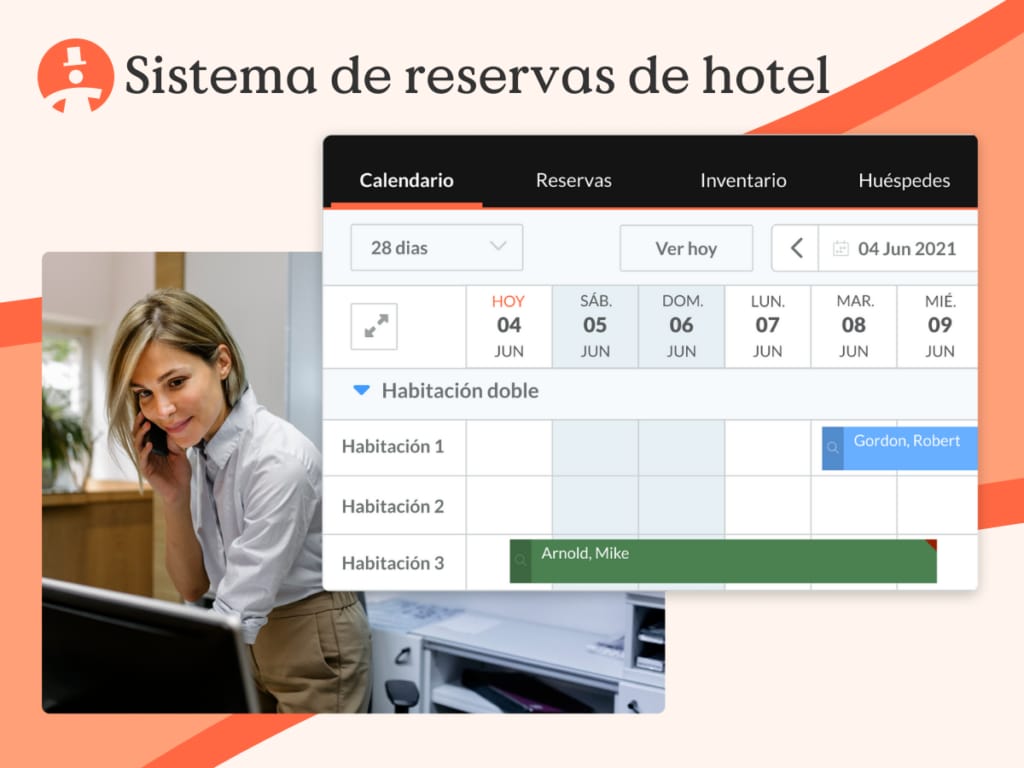 Sistema de reservas de hotel
Calendario Reservas Inventario Huéspedes
28 dias Ver hoy 04 Jun 2021
HOY SÁB. DOM. LUN. MAR. MIÉ.
04 05 06 07 08 09
JUN JUN JUN JUN JUN JUN
Habitación doble
Habitación 1 Gordon, Robert
Habitación 2
Habitación 3 Arnold, Mike